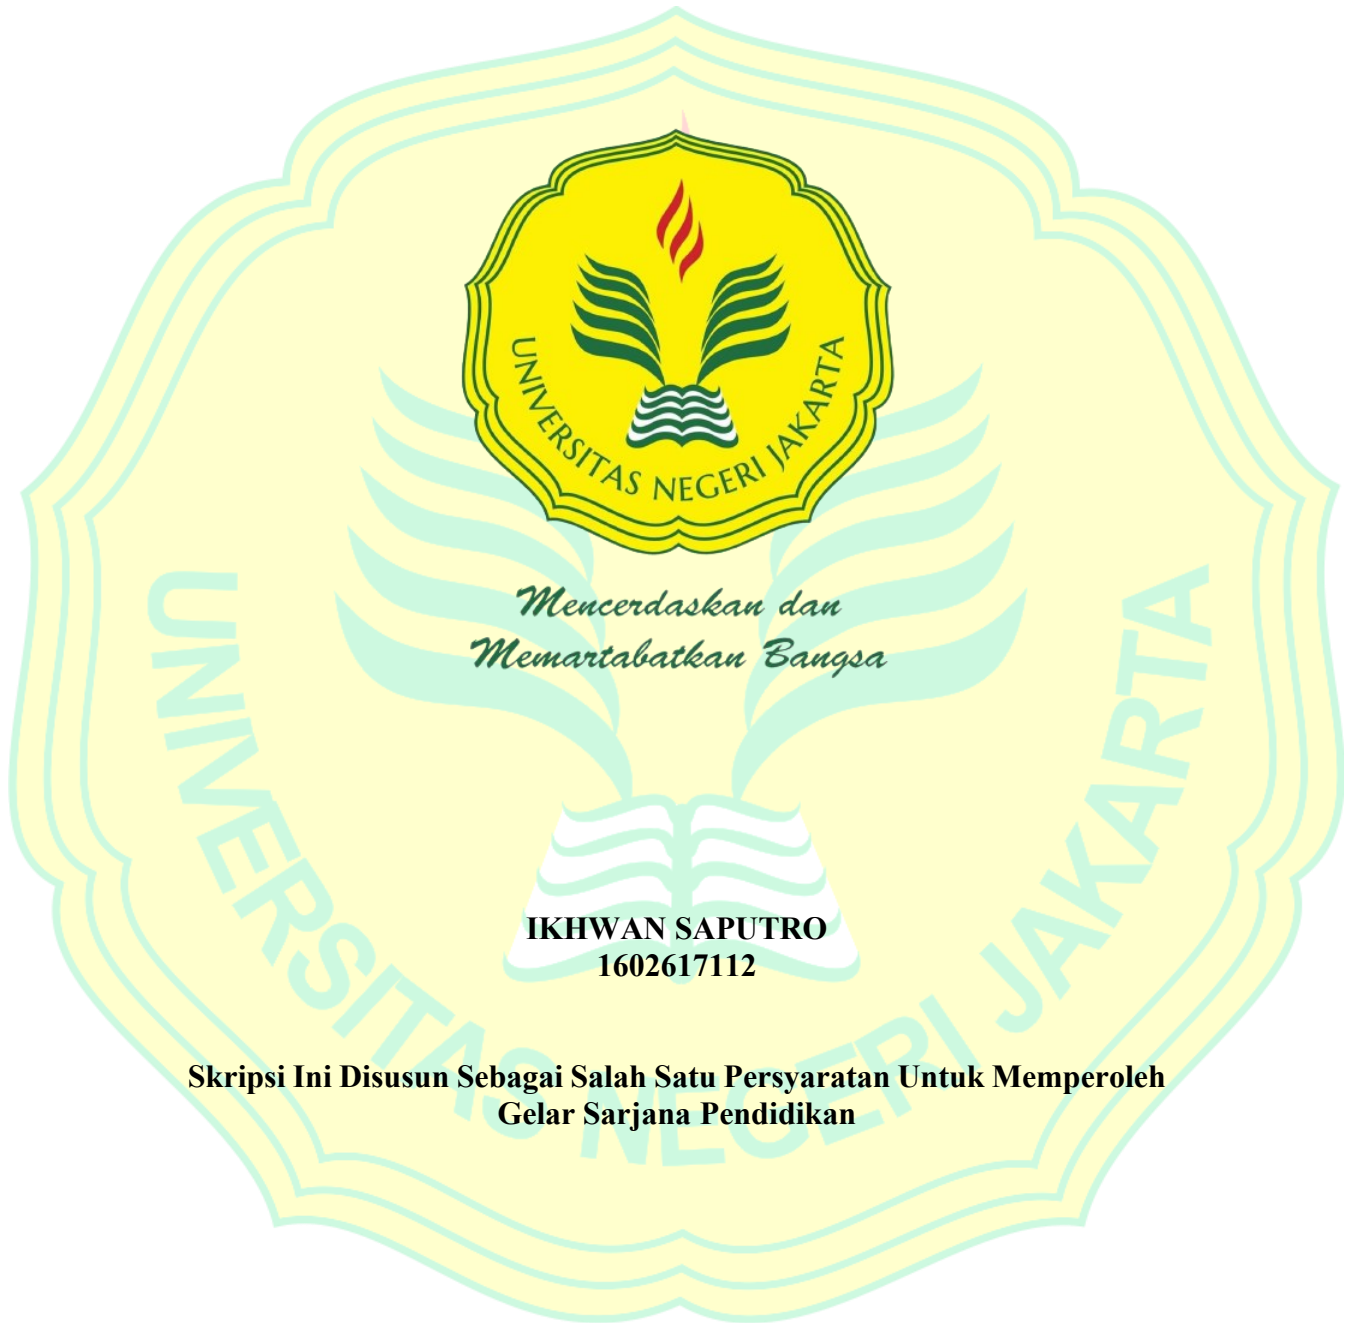 UNIVERSITAS NEGERI JAKARTA
Mencerdaskan dan
Memartabatkan Bangsa
IKHWAN SAPUTRO
1602617112
Skripsi Ini Disusun Sebagai Salah Satu Persyaratan Untuk Memperoleh
Gelar Sarjana Pendidikan
UNIVERSITAS NEGERI JAKARTA